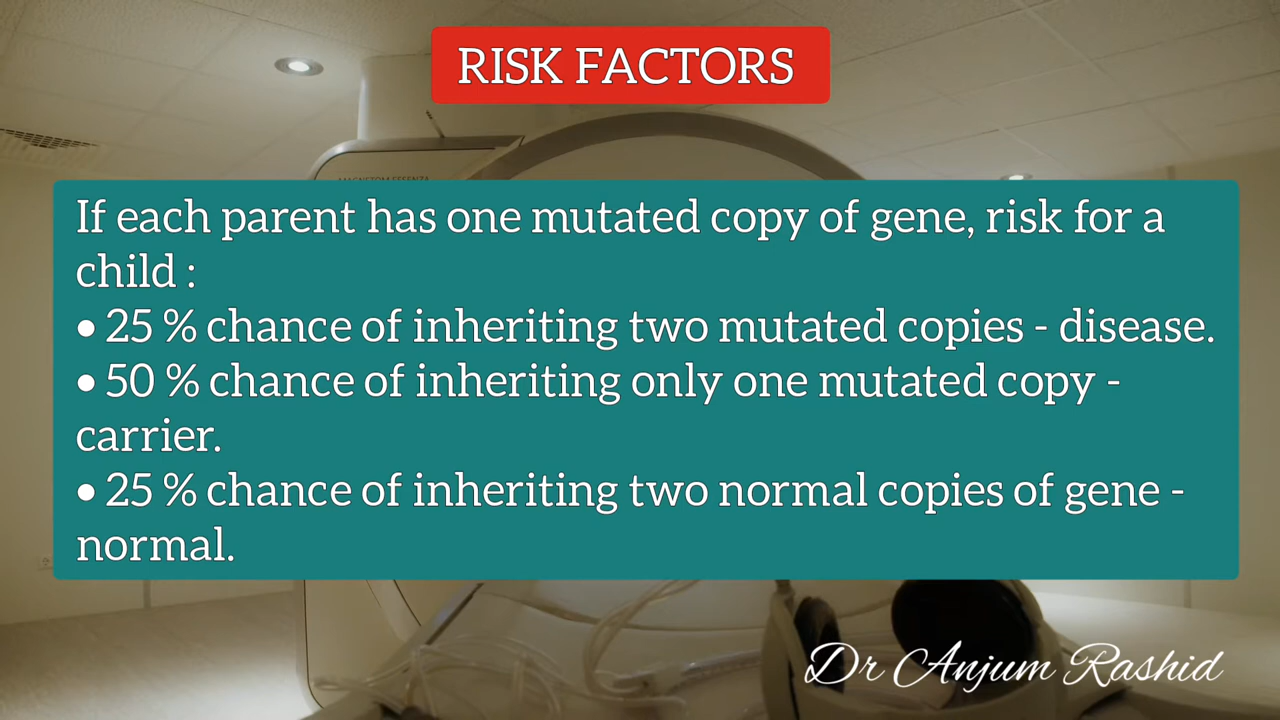 RISK FACTORS
MAGNETOM ESSENZA
If each parent has one mutated copy of gene, risk for a
child :
• 25 % chance of inheriting two mutated copies - disease.
• 50 % chance of inheriting only one mutated copy -
carrier.
• 25 % chance of inheriting two normal copies of gene -
normal.
Dr Anjum Rashid